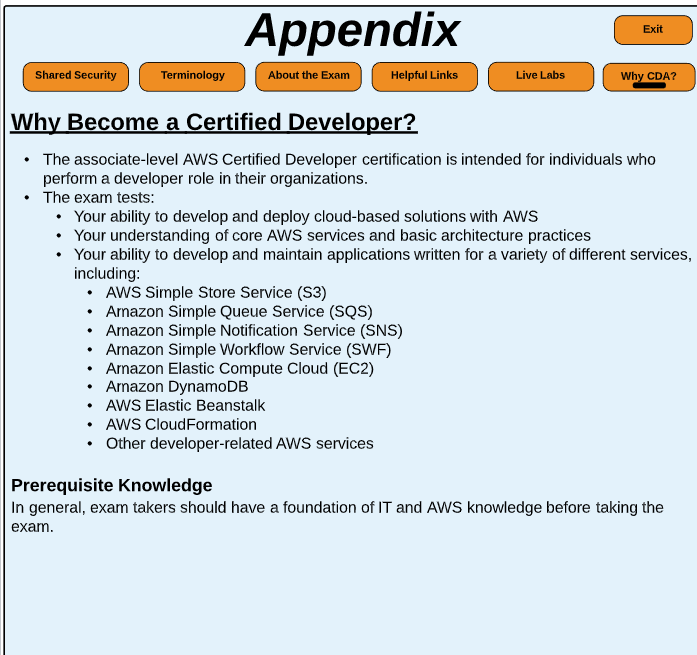 Appendix
Exit
Shared Security
Terminology
About the Exam
Helpful Links
Live Labs
Why CDA?
Why Become a Certified Developer?
• The associate-level AWS Certified Developer certification is intended for individuals who
perform a developer role in their organizations.
• The exam tests:
• Your ability to develop and deploy cloud-based solutions with AWS
• Your understanding of core AWS services and basic architecture practices
• Your ability to develop and maintain applications written for a variety of different services,
including:
• AWS Simple Store Service (S3)
• Amazon Simple Queue Service (SQS)
• Amazon Simple Notification Service (SNS)
• Amazon Simple Workflow Service (SWF)
• Amazon Elastic Compute Cloud (EC2)
• Amazon DynamoDB
• AWS Elastic Beanstalk
• AWS CloudFormation
• Other developer-related AWS services
Prerequisite Knowledge
In general, exam takers should have a foundation of IT and AWS knowledge before taking the
exam.